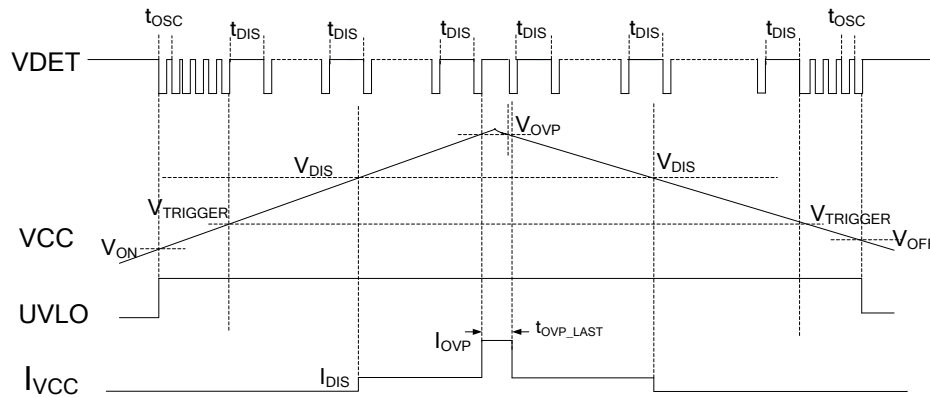 tOSC tDIS tDIS tDIS tDIS tDIS tDIS tOSC
VDET
VOVP
VDIS VDIS
VTRIGGER VTRIGGER
VCC VON VOFF
UVLO
IOVP tOVP_LAST
IVCC IDIS